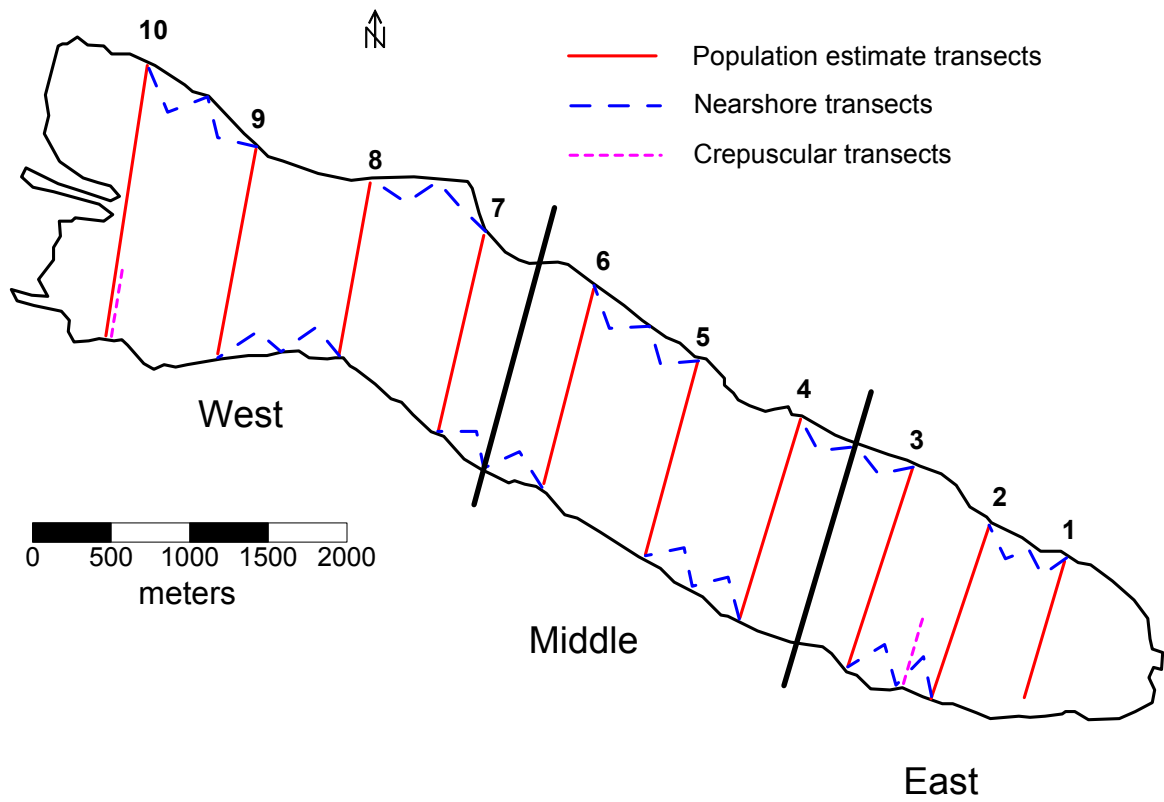 10
N
Population estimate transects
Nearshore transects
Crepuscular transects
9
8
7
6
5
4
3
2
1
West
Middle
East
0 500 1000 1500 2000
meters